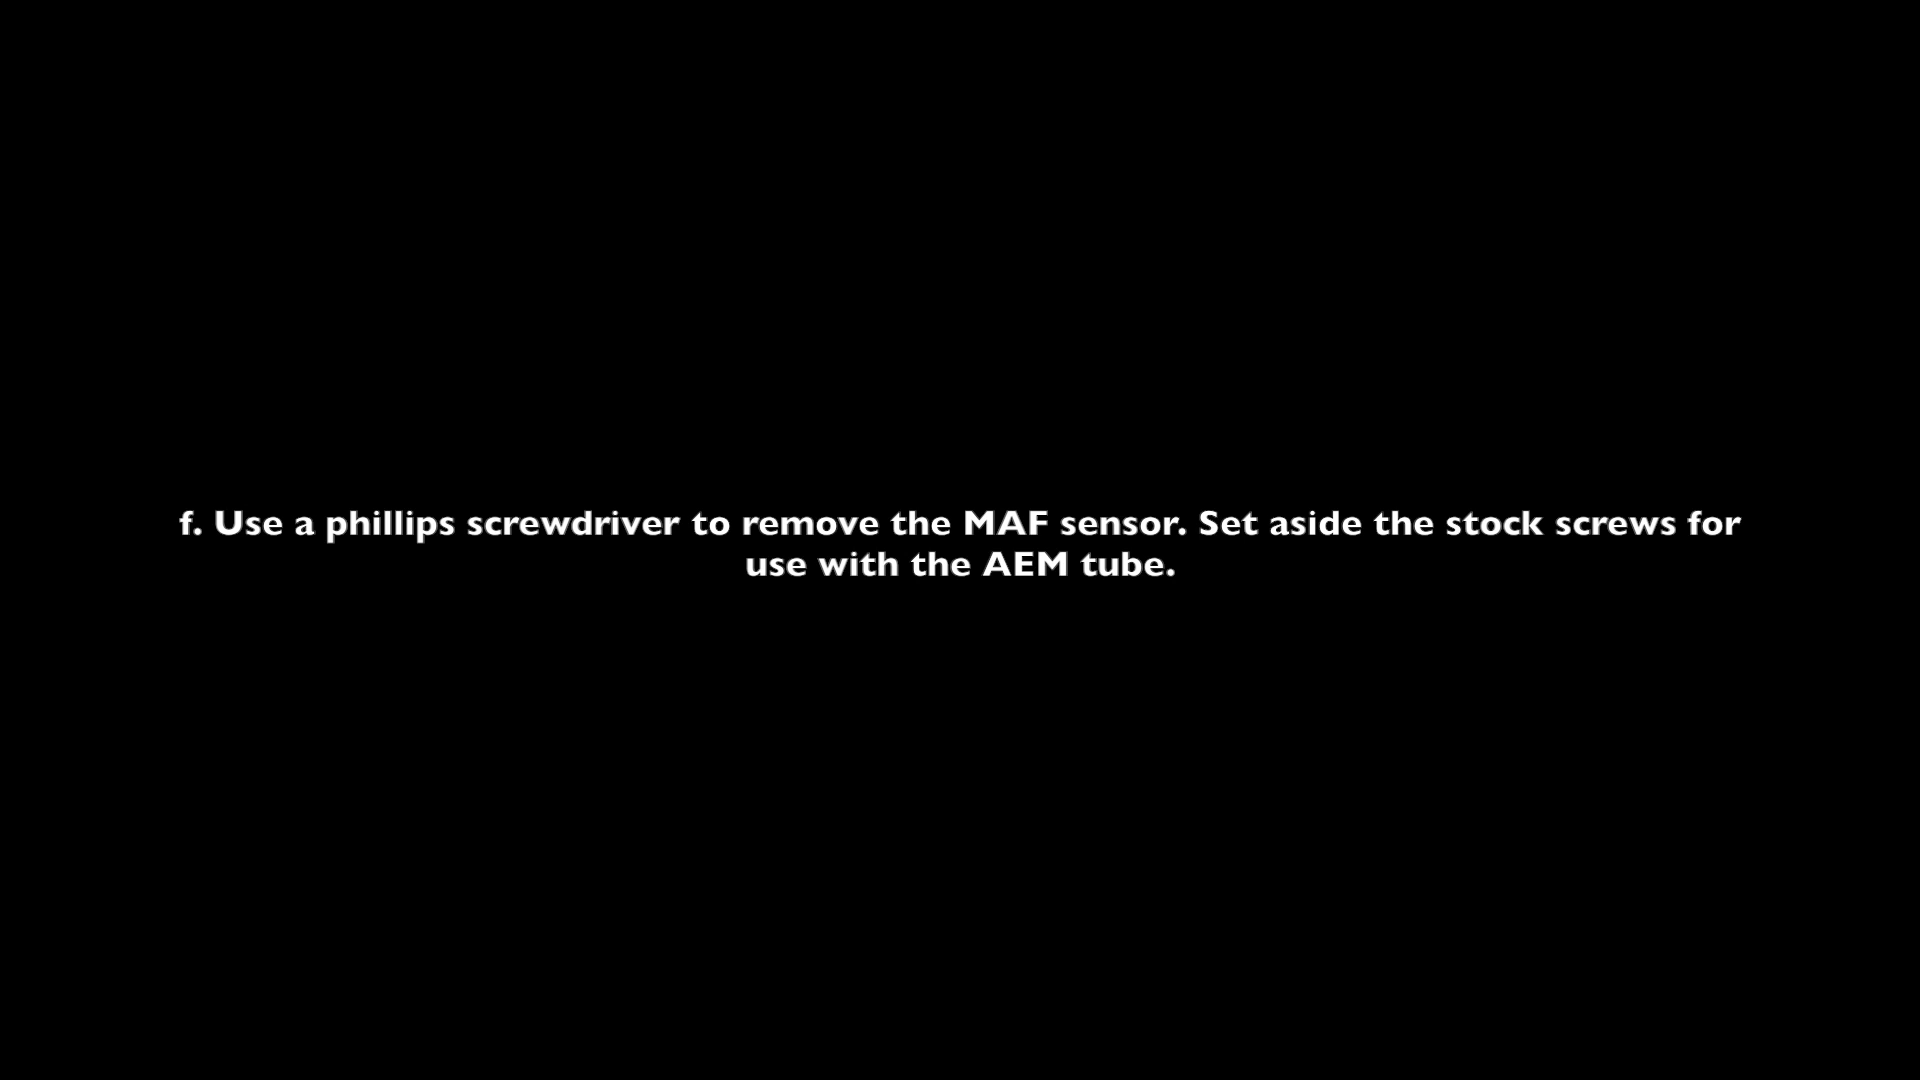 f. Use a phillips screwdriver to remove the MAF sensor. Set aside the stock screws for
use with the AEM tube.